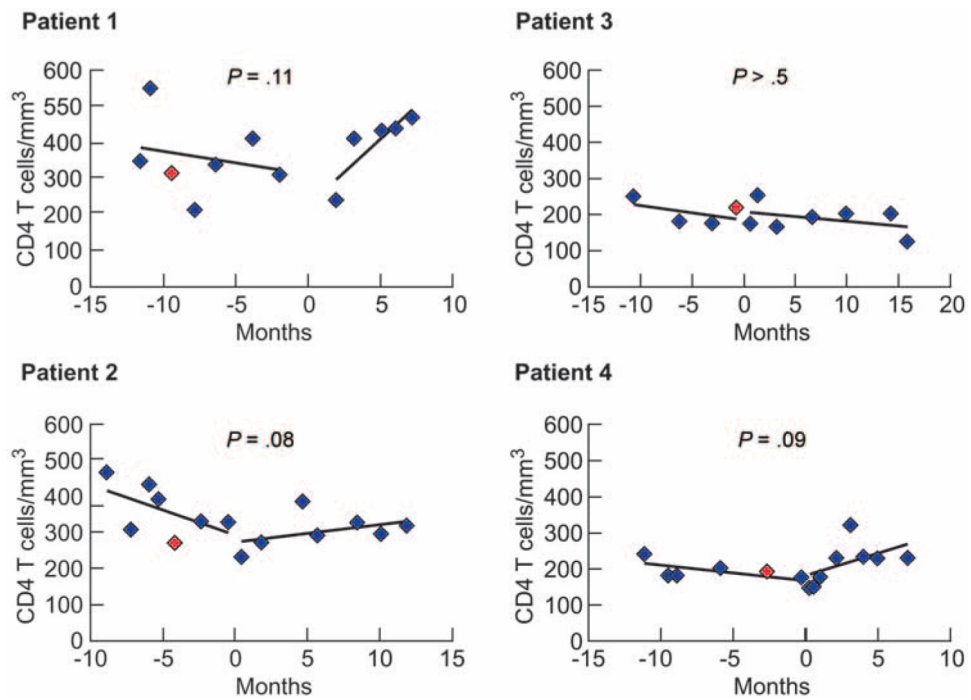 Patient 1
P = .11
CD4 T cells/mm³
600
550
400
300
200
100
0
-15 -10 -5 0 5 10
Months
Patient 3
P > .5
CD4 T cells/mm³
600
500
400
300
200
100
0
-15 -10 -5 0 5 10 15 20
Months
Patient 2
P = .08
CD4 T cells/mm³
600
500
400
300
200
100
0
-10 -5 0 5 10 15
Months
Patient 4
P = .09
CD4 T cells/mm³
600
500
400
300
200
100
0
-15 -10 -5 0 5 10
Months